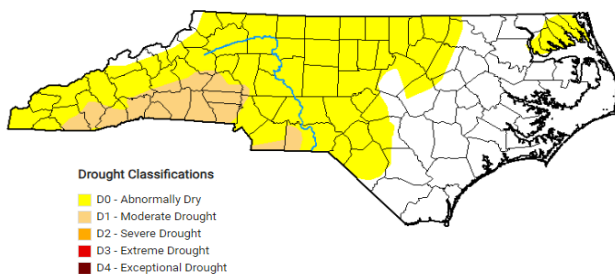 Drought Classifications
D0 - Abnormally Dry
D1 - Moderate Drought
D2 - Severe Drought
D3 - Extreme Drought
D4 - Exceptional Drought